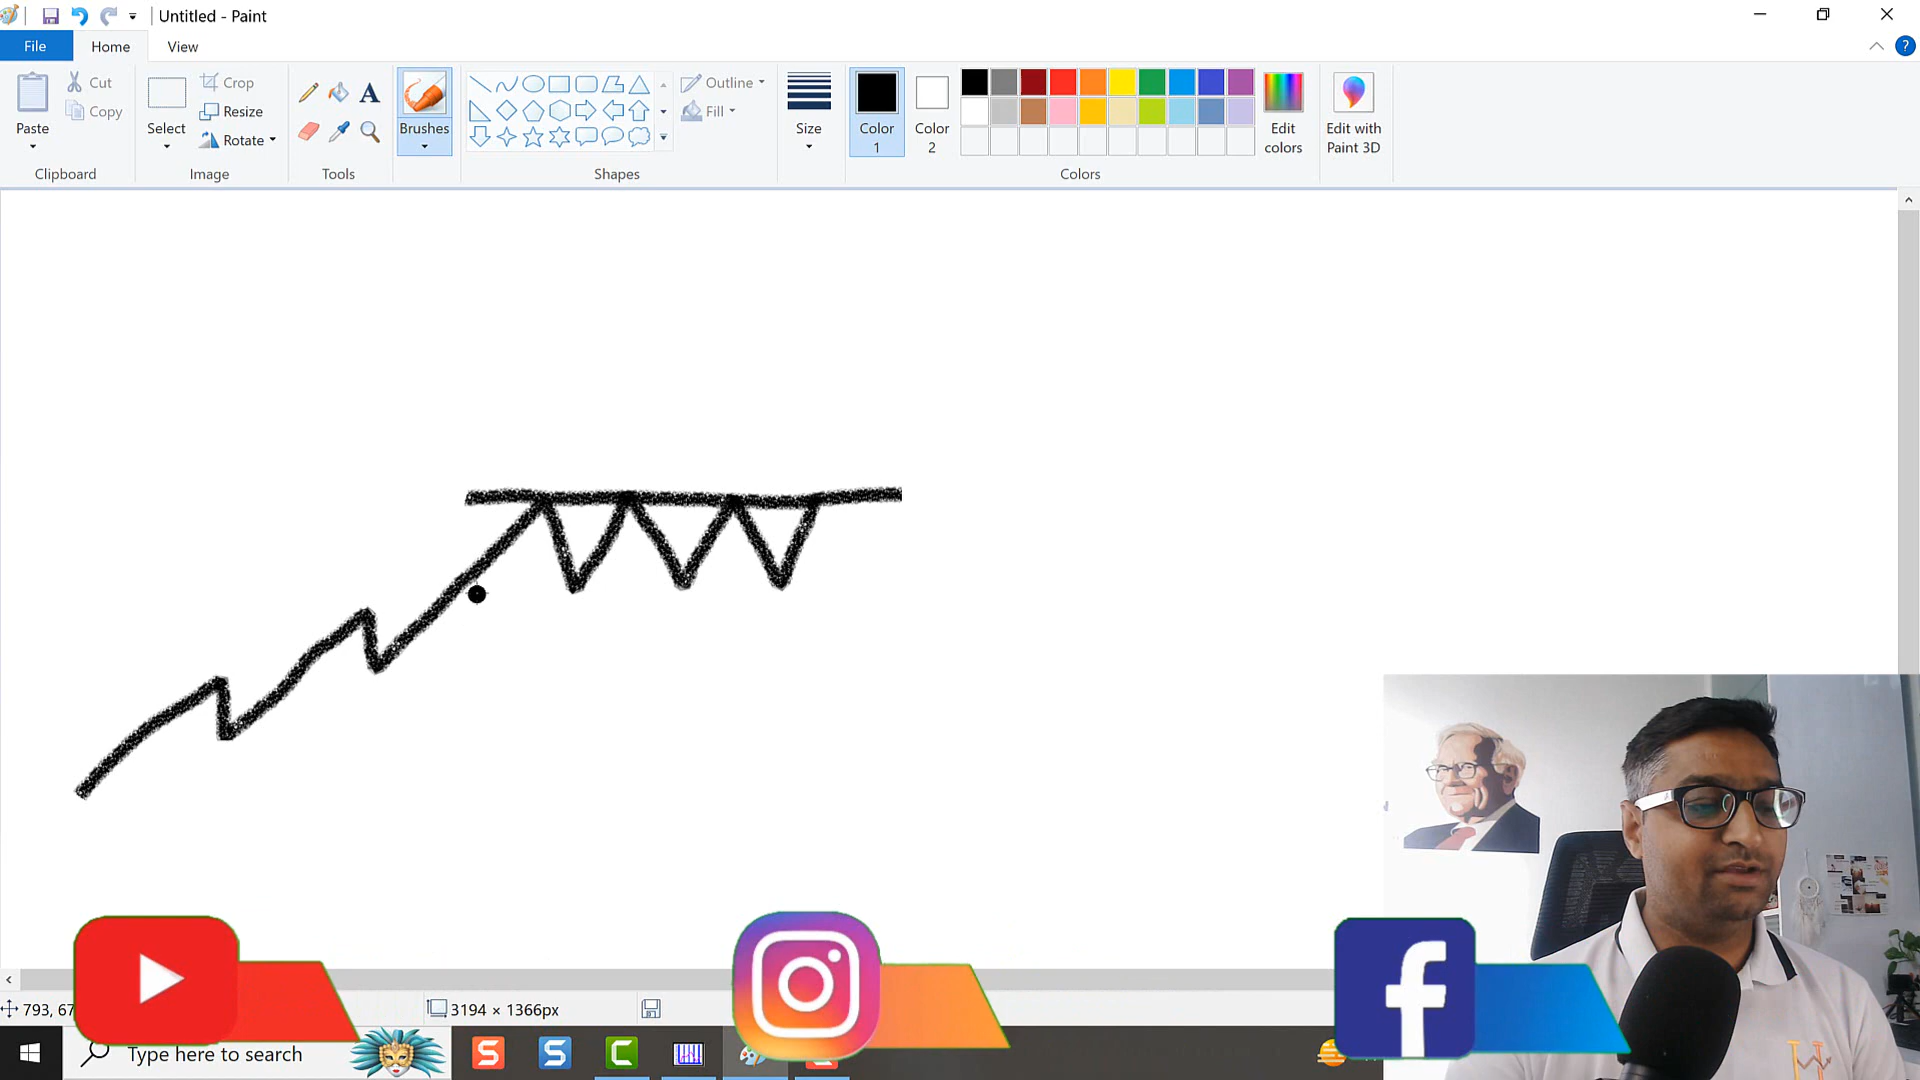 Untitled - Paint
File
Home
View
Paste
Cut
Copy
Clipboard
Select
Crop
Resize
Rotate
Image
A
Tools
Brushes
Shapes
Outline
Fill
Size
Color
1
Color
2
Edit
colors
Colors
Edit with
Paint 3D
?
793, 67
3194 × 1366px
Type here to search
S
S
C
f